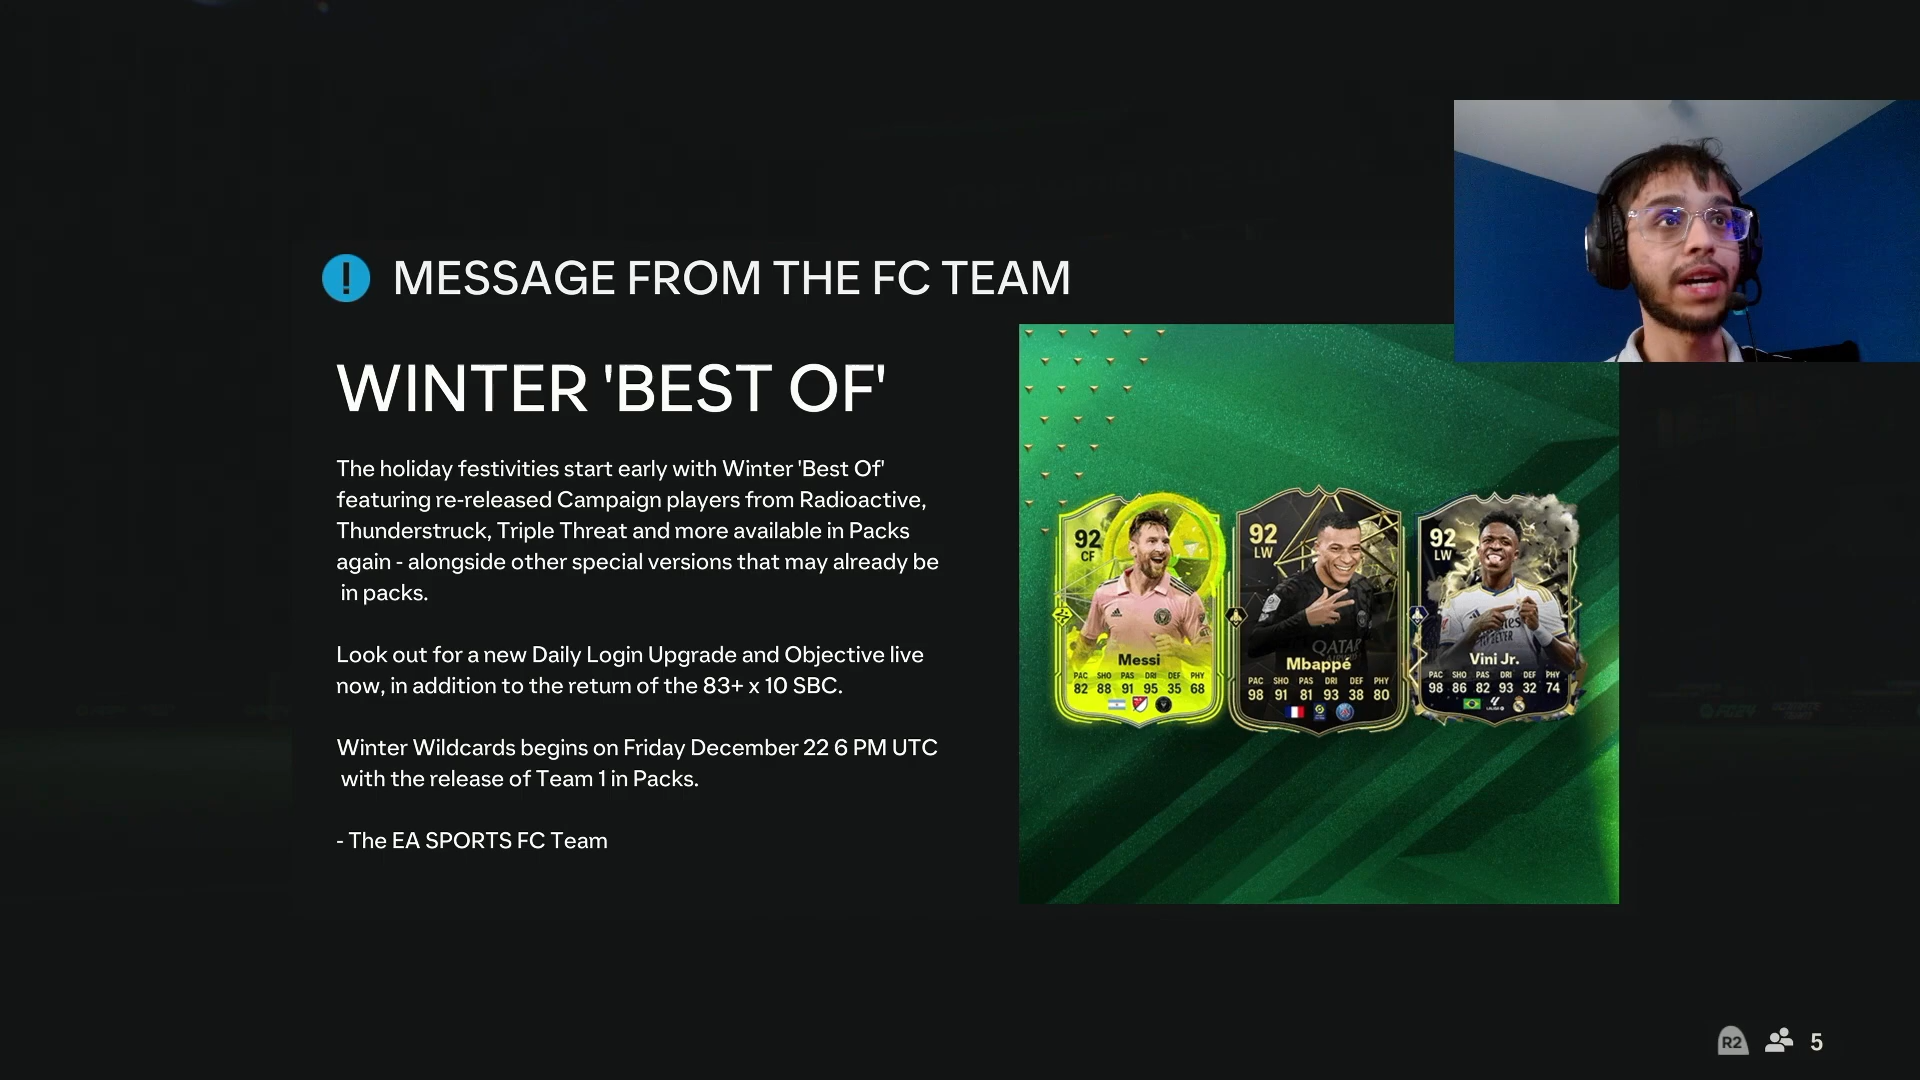 MESSAGE FROM THE FC TEAM
WINTER 'BEST OF'
The holiday festivities start early with Winter 'Best Of'
featuring re-released Campaign players from Radioactive,
Thunderstruck, Triple Threat and more available in Packs
again - alongside other special versions that may already be
in packs.
Look out for a new Daily Login Upgrade and Objective live
now, in addition to the return of the 83+ x 10 SBC.
Winter Wildcards begins on Friday December 22 6 PM UTC
with the release of Team 1 in Packs.
- The EA SPORTS FC Team
92
CF
Messi
PAC SHO PAS DRI DEF PHY
82 88 91 95 35 68
92
LW
QATAR
Mbappé
PAC SHO PAS DRI DEF PHY
98 91 81 93 38 80
92
LW
Vini Jr.
PAC SHO PAS DRI DEF PHY
98 86 82 93 32 74
R2 5